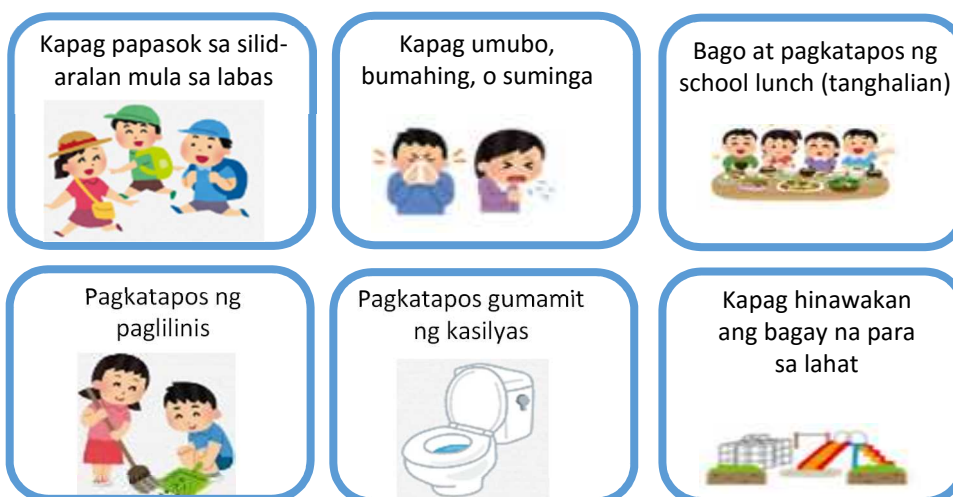 Kapag papasok sa silid-
aralan mula sa labas
Kapag umubo,
bumahing, o suminga
Bago at pagkatapos ng
school lunch (tanghalian)
Pagkatapos ng
paglilinis
Pagkatapos gumamit
ng kasilyas
Kapag hinawakan
ang bagay na para
sa lahat